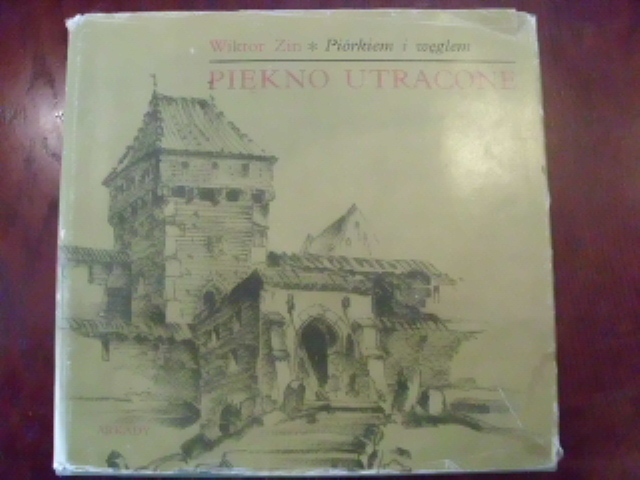 Wiktor Zin * Piórkiem i węglem
PIĘKNO UTRACONE
ARKADY